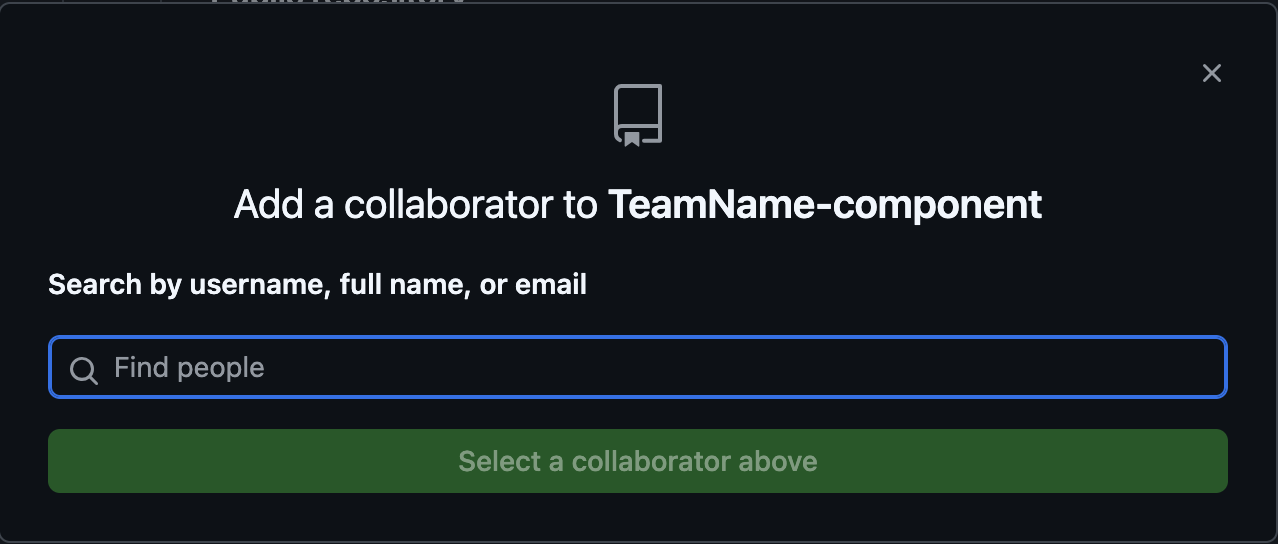 Add a collaborator to TeamName-component
Search by username, full name, or email
Find people
Select a collaborator above